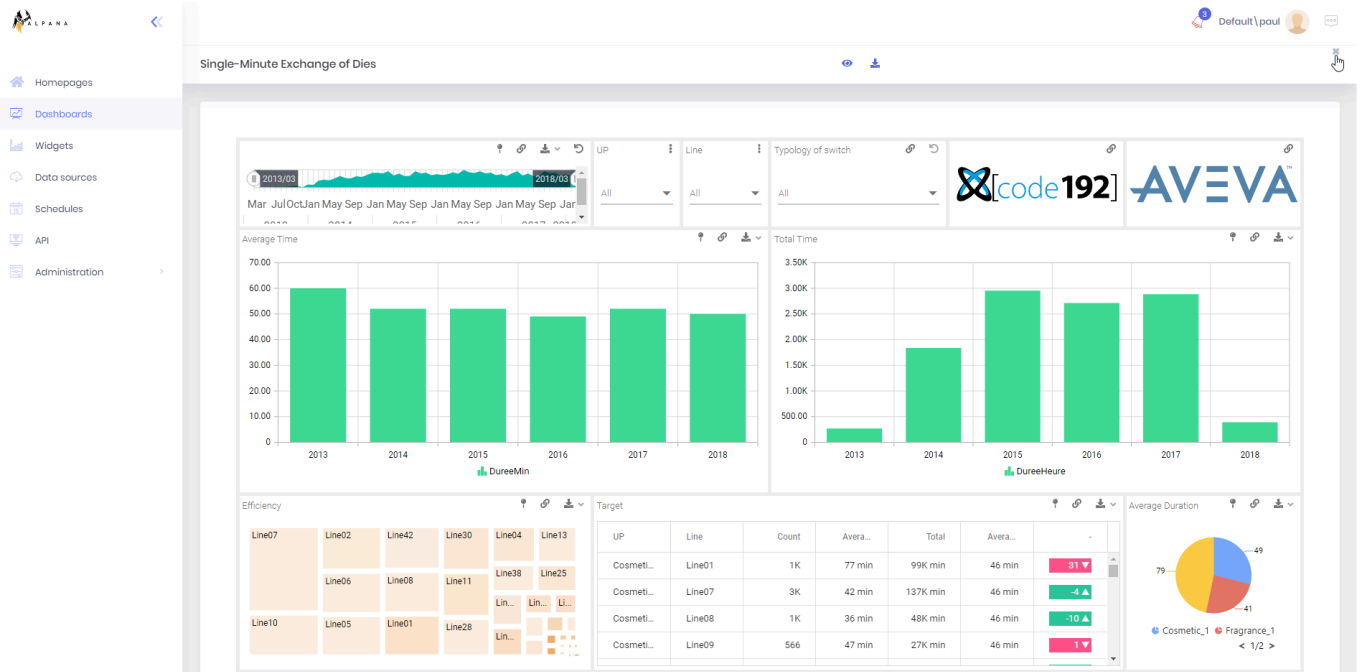 ALPANA
3
Default\paul
Single-Minute Exchange of Dies
Homepages
Dashboards
Widgets
Data sources
Schedules
API
Administration
2013/03
2018/03
Mar Jul Oct Jan May Sep Jan May Sep Jan May Sep Jan May Sep Jan
UP
All
Line
All
Typology of switch
All
[code192]
AVEVA™
Average Time
70.00
60.00
50.00
40.00
30.00
20.00
10.00
0
2013 2014 2015 2016 2017 2018
DureeMin
Total Time
3.50K
3.00K
2.50K
2.00K
1.50K
1.00K
500.00
0
2013 2014 2015 2016 2017 2018
DureeHeure
Efficiency
Line07 Line02 Line42 Line30 Line04 Line13
Line06 Line08 Line11 Line38 Line25
Lin... Lin... Li...
Line10 Line05 Line01 Line28 Lin...
Target
UP Line Count Avera... Total Avera... -
Cosmeti... Line01 1K 77 min 99K min 46 min 31▼
Cosmeti... Line07 3K 42 min 137K min 46 min -4▲
Cosmeti... Line08 1K 36 min 48K min 46 min -10▲
Cosmeti... Line09 566 47 min 27K min 46 min 1▼
Average Duration
49
79
41
Cosmetic_1 Fragrance_1
< 1/2 >